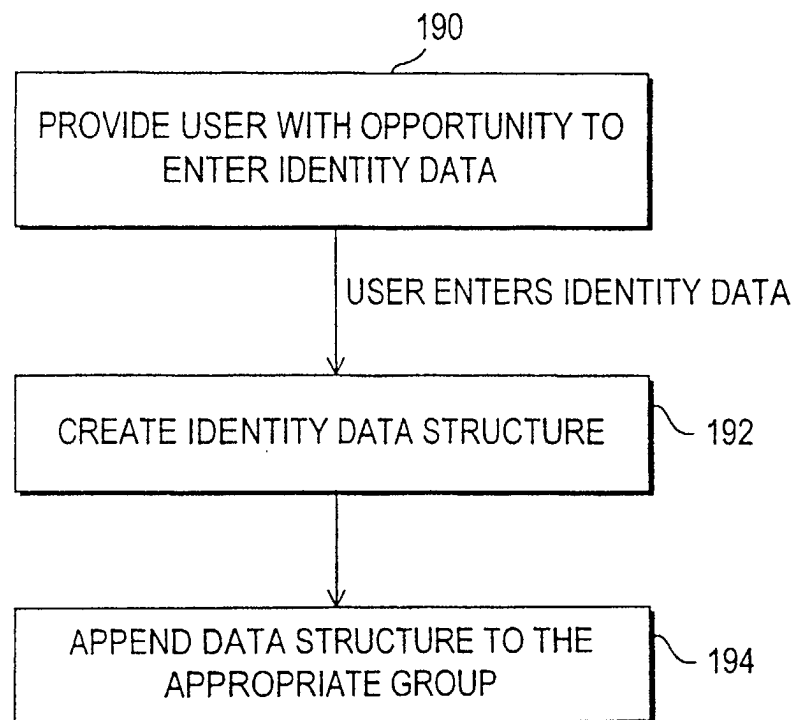 190
PROVIDE USER WITH OPPORTUNITY TO
ENTER IDENTITY DATA
USER ENTERS IDENTITY DATA
CREATE IDENTITY DATA STRUCTURE
192
APPEND DATA STRUCTURE TO THE
APPROPRIATE GROUP
194